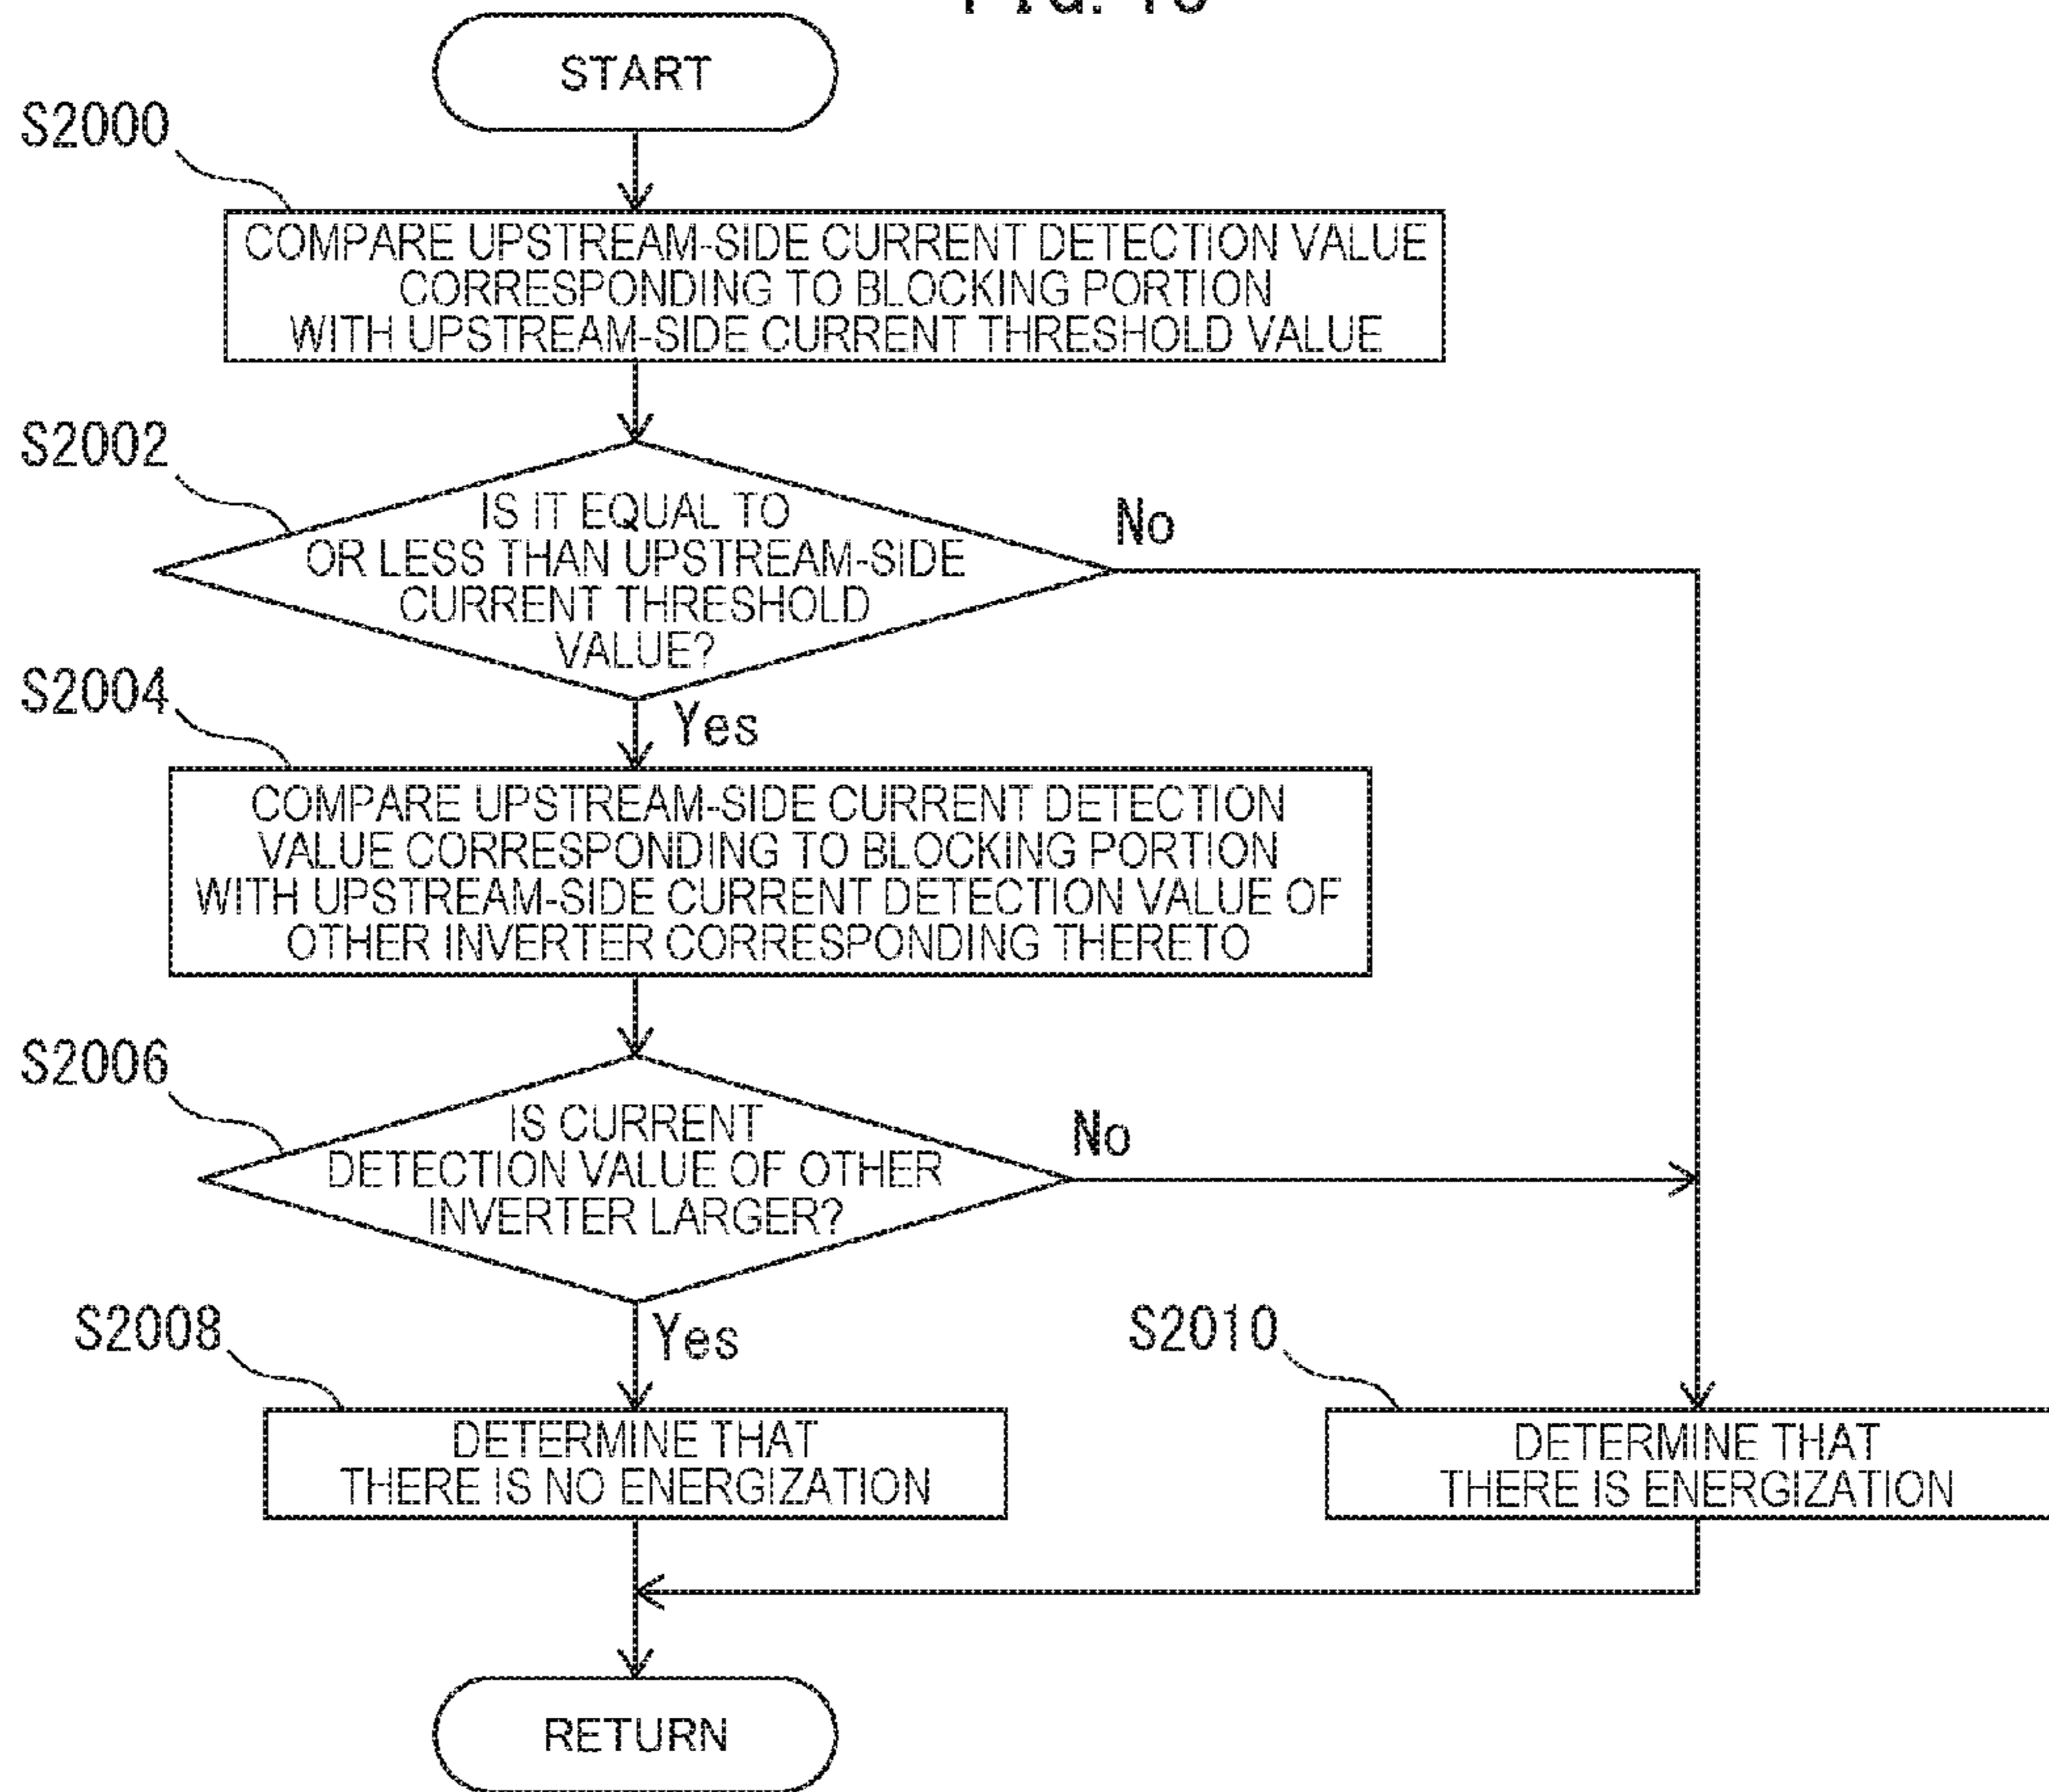 START
S2000
COMPARE UPSTREAM-SIDE CURRENT DETECTION VALUE
CORRESPONDING TO BLOCKING PORTION
WITH UPSTREAM-SIDE CURRENT THRESHOLD VALUE
S2002
IS IT EQUAL TO
OR LESS THAN UPSTREAM-SIDE
CURRENT THRESHOLD
VALUE?
No
Yes
S2004
COMPARE UPSTREAM-SIDE CURRENT DETECTION
VALUE CORRESPONDING TO BLOCKING PORTION
WITH UPSTREAM-SIDE CURRENT DETECTION VALUE OF
OTHER INVERTER CORRESPONDING THERETO
S2006
IS CURRENT
DETECTION VALUE OF OTHER
INVERTER LARGER?
No
Yes
S2008
DETERMINE THAT
THERE IS NO ENERGIZATION
S2010
DETERMINE THAT
THERE IS ENERGIZATION
RETURN